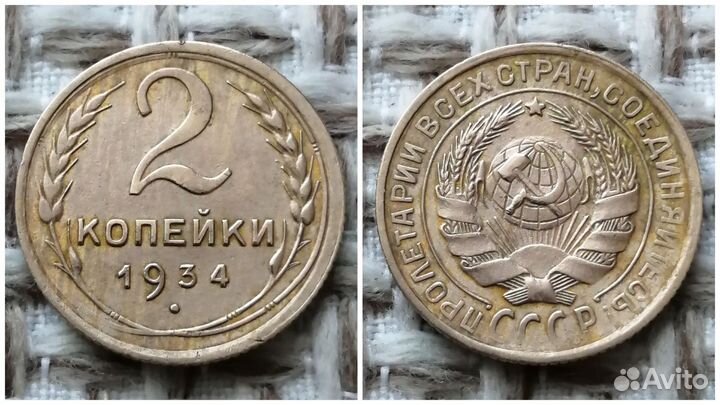 2
КОПЕЙКИ
1934
ПРОЛЕТАРИИ ВСЕХ СТРАН, СОЕДИНЯЙТЕСЬ!
СССР
Avito